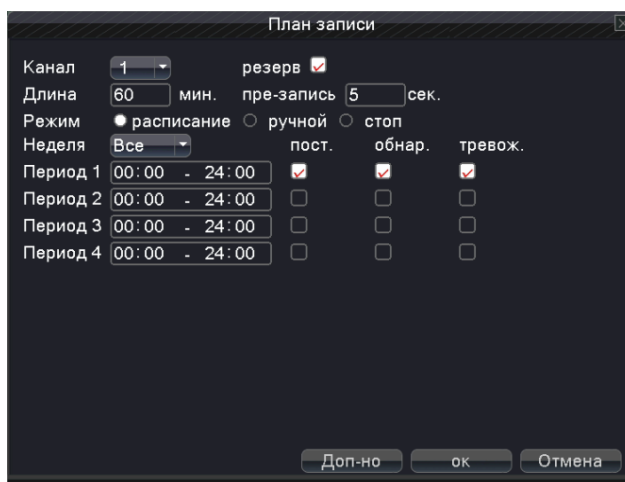 План записи
Канал 1 резерв
Длина 60 мин. пре-запись 5 сек.
Режим расписание ручной стоп
Неделя Все пост. обнар. тревож.
Период 1 00:00 - 24:00
Период 2 00:00 - 24:00
Период 3 00:00 - 24:00
Период 4 00:00 - 24:00
Доп-но ок Отмена